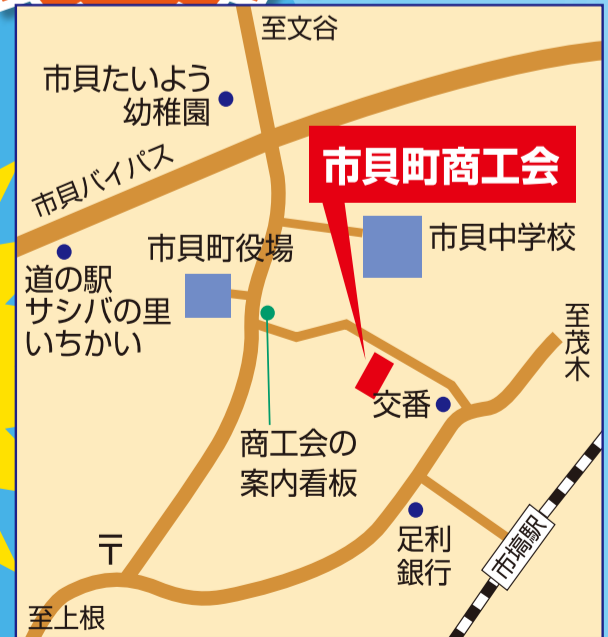 至文谷
市貝たいよう
幼稚園
市貝バイパス
市貝町商工会
市貝中学校
市貝町役場
道の駅
サシバの里
いちかい
至茂木
交番
商工会の
案内看板
足利
銀行
市塙駅
〒
至上根